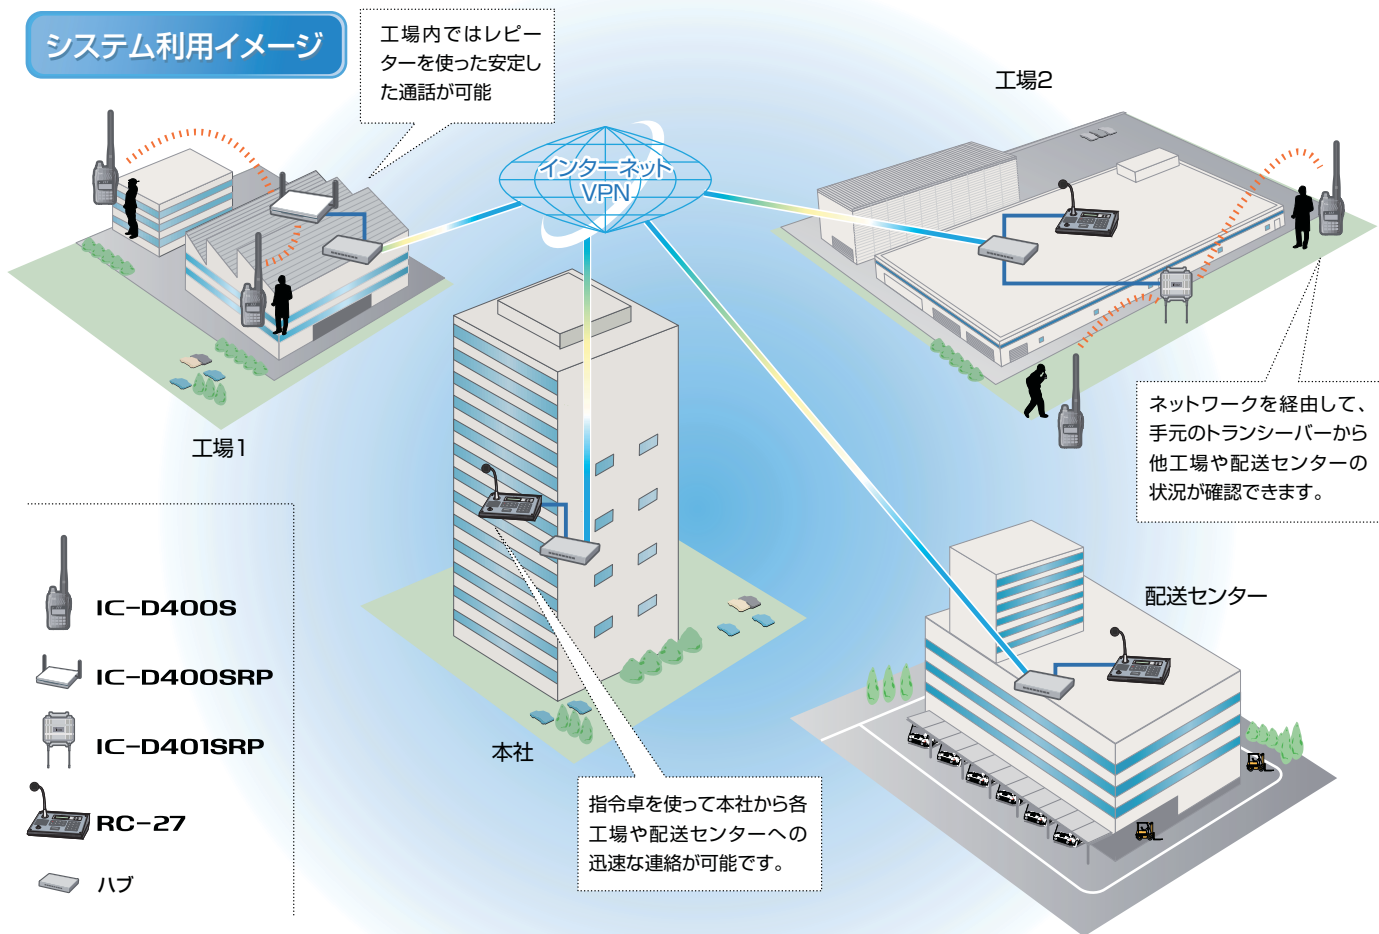 システム利用イメージ
工場内ではレピー
ターを使った安定し
た通話が可能
工場2
インターネット
VPN
工場1
ネットワークを経由して、
手元のトランシーバーから
他工場や配送センターの
状況が確認できます。
配送センター
本社
指令卓を使って本社から各
工場や配送センターへの
迅速な連絡が可能です。
IC-D400S
IC-D400SRP
IC-D401SRP
RC-27
ハブ